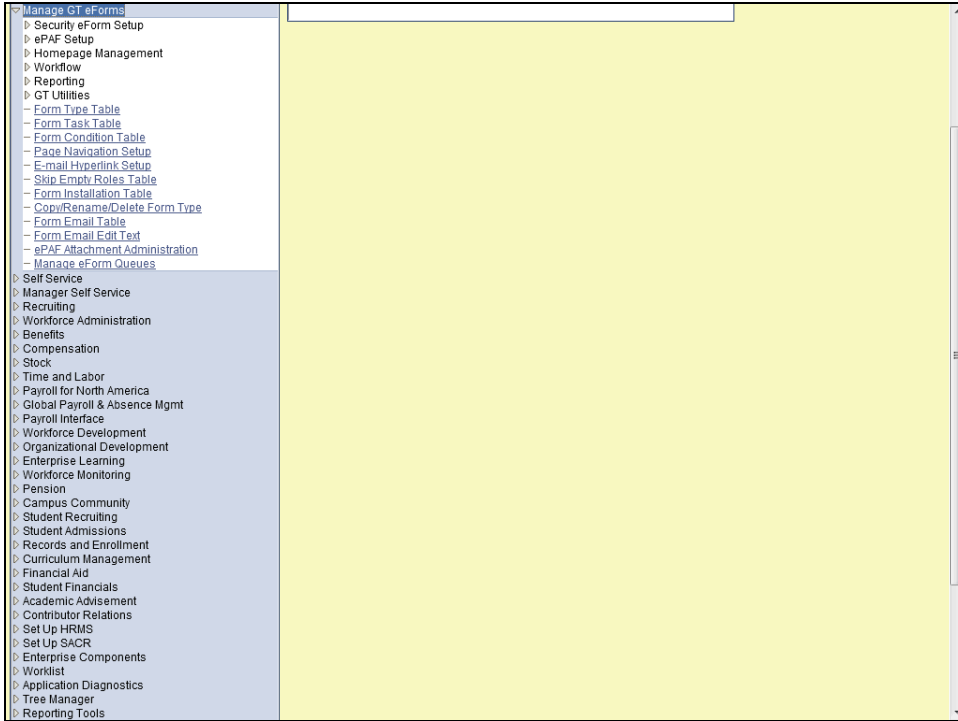 Manage GT eForms
Security eForm Setup
ePAF Setup
Homepage Management
Workflow
Reporting
GT Utilities
Form Type Table
Form Task Table
Form Condition Table
Page Navigation Setup
E-mail Hyperlink Setup
Skip Empty Roles Table
Form Installation Table
Copy/Rename/Delete Form Type
Form Email Table
Form Email Edit Text
ePAF Attachment Administration
Manage eForm Queues
Self Service
Manager Self Service
Recruiting
Workforce Administration
Benefits
Compensation
Stock
Time and Labor
Payroll for North America
Global Payroll & Absence Mgmt
Payroll Interface
Workforce Development
Organizational Development
Enterprise Learning
Workforce Monitoring
Pension
Campus Community
Student Recruiting
Student Admissions
Records and Enrollment
Curriculum Management
Financial Aid
Student Financials
Academic Advisement
Contributor Relations
Set Up HRMS
Set Up SACR
Enterprise Components
Worklist
Application Diagnostics
Tree Manager
Reporting Tools